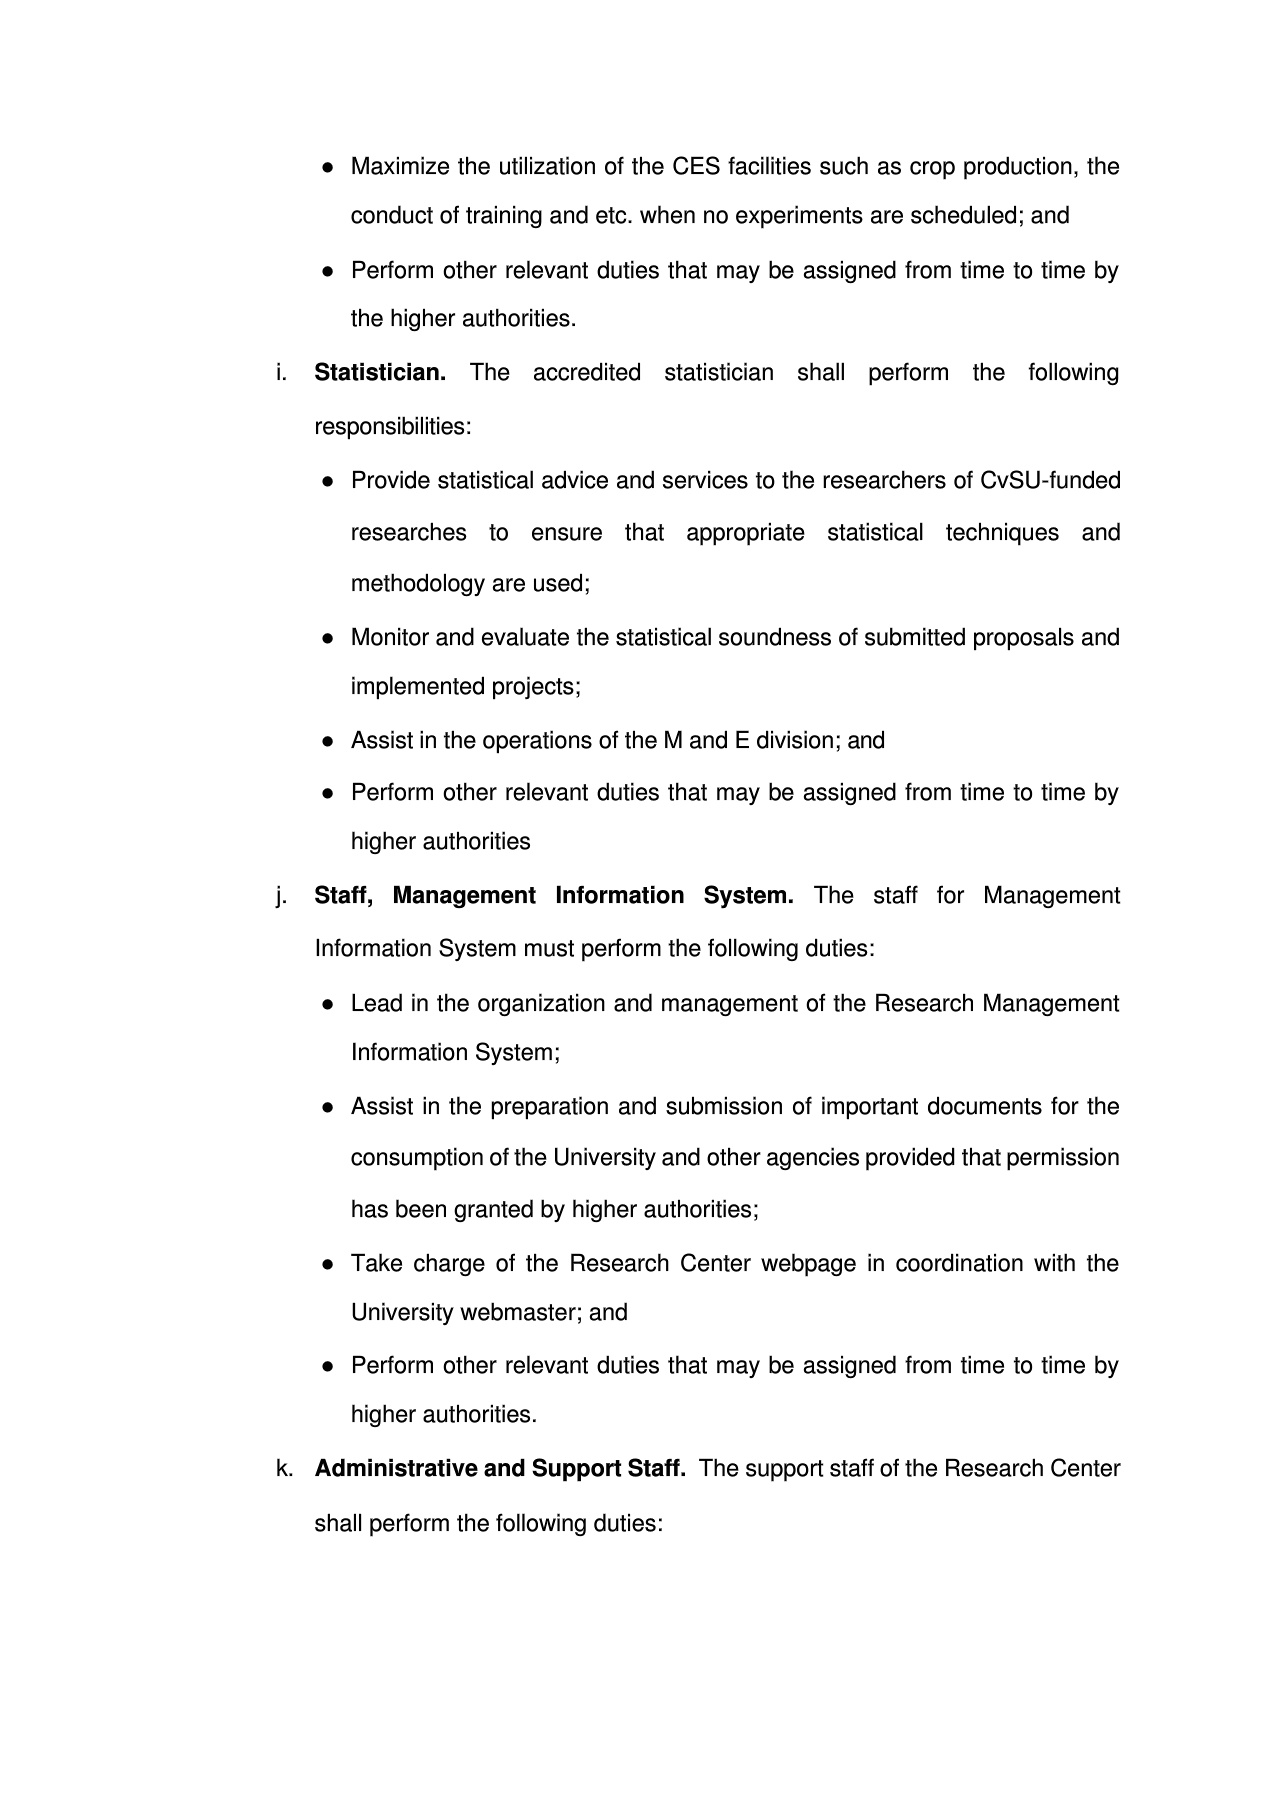 ● Maximize the utilization of the CES facilities such as crop production, the
conduct of training and etc. when no experiments are scheduled; and
● Perform other relevant duties that may be assigned from time to time by
the higher authorities.
i. Statistician. The accredited statistician shall perform the following
responsibilities:
● Provide statistical advice and services to the researchers of CvSU-funded
researches to ensure that appropriate statistical techniques and
methodology are used;
● Monitor and evaluate the statistical soundness of submitted proposals and
implemented projects;
● Assist in the operations of the M and E division; and
● Perform other relevant duties that may be assigned from time to time by
higher authorities
j. Staff, Management Information System. The staff for Management
Information System must perform the following duties:
● Lead in the organization and management of the Research Management
Information System;
● Assist in the preparation and submission of important documents for the
consumption of the University and other agencies provided that permission
has been granted by higher authorities;
● Take charge of the Research Center webpage in coordination with the
University webmaster; and
● Perform other relevant duties that may be assigned from time to time by
higher authorities.
k. Administrative and Support Staff. The support staff of the Research Center
shall perform the following duties: